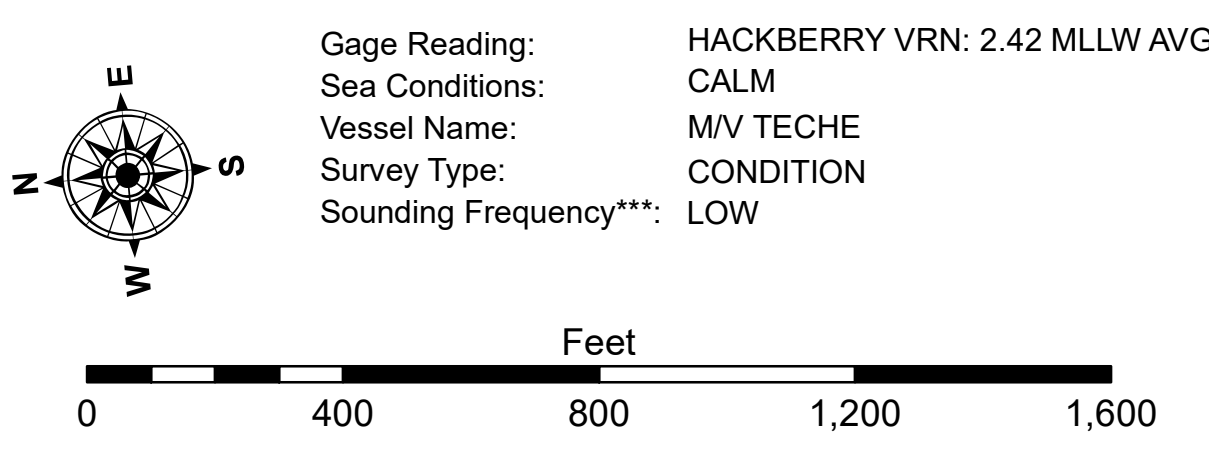 E
N
S
W
Gage Reading: HACKBERRY VRN: 2.42 MLLW AVG
Sea Conditions: CALM
Vessel Name: M/V TECHE
Survey Type: CONDITION
Sounding Frequency***: LOW
Feet
0 400 800 1,200 1,600